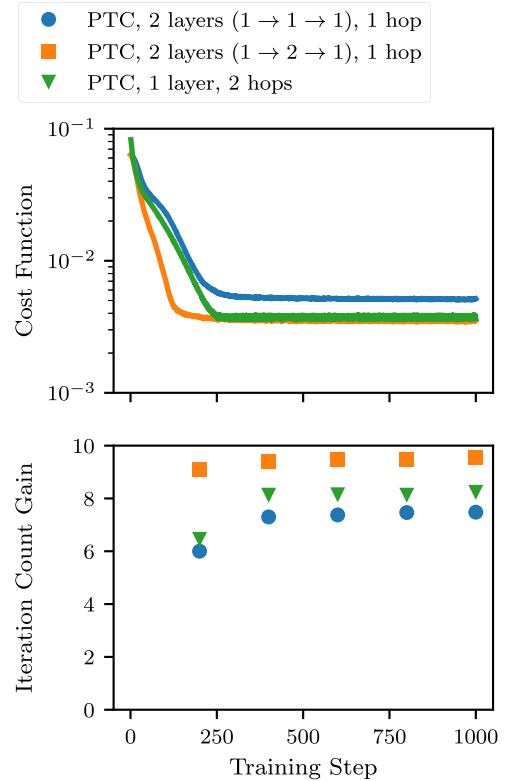 PTC, 2 layers (1 → 1 → 1), 1 hop
PTC, 2 layers (1 → 2 → 1), 1 hop
PTC, 1 layer, 2 hops
10⁻¹
10⁻²
10⁻³
Cost Function
10
8
6
4
2
0
Iteration Count Gain
0 250 500 750 1000
Training Step